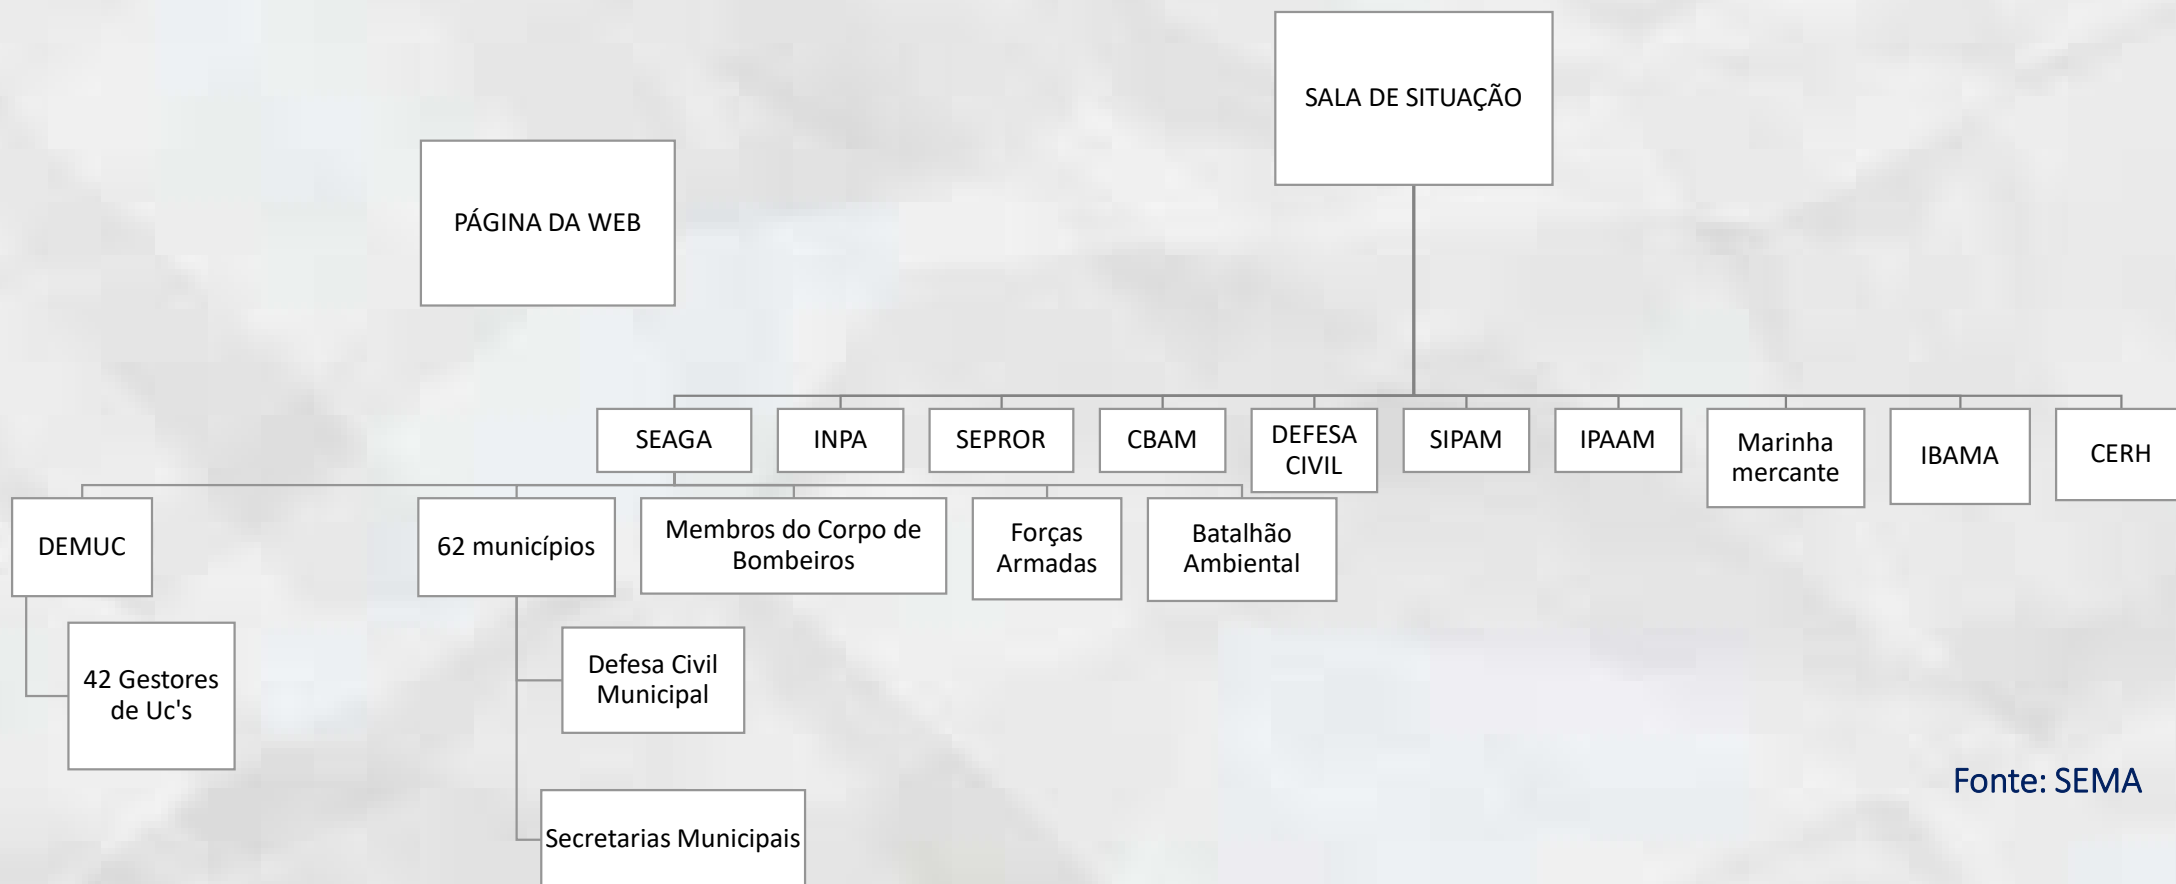 SALA DE SITUAÇÃO
PÁGINA DA WEB
SEAGA
INPA
SEPROR
CBAM
DEFESA
CIVIL
SIPAM
IPAAM
Marinha
mercante
IBAMA
CERH
DEMUC
62 municípios
Membros do Corpo de
Bombeiros
Forças
Armadas
Batalhão
Ambiental
42 Gestores
de Uc's
Defesa Civil
Municipal
Secretarias Municipais
Fonte: SEMA